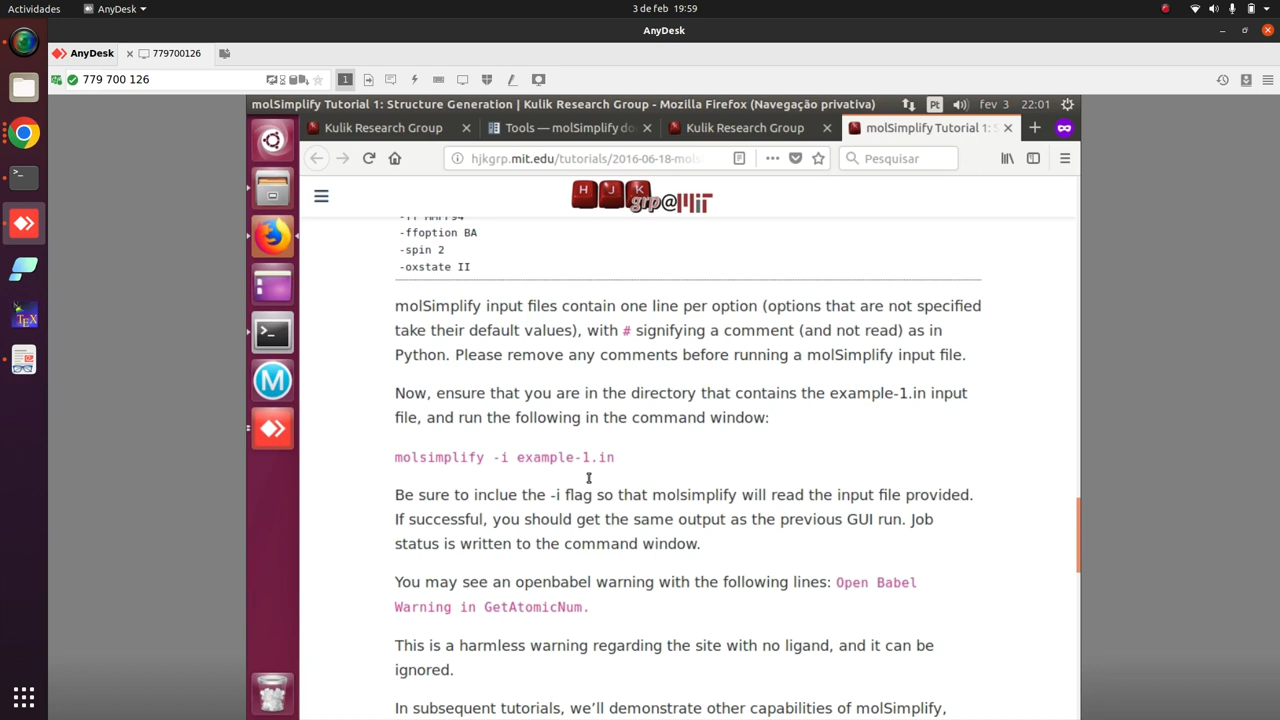 Actividades
AnyDesk
3 de feb 19:59
AnyDesk
AnyDesk
779700126
779 700 126
1
molSimplify Tutorial 1: Structure Generation | Kulik Research Group - Mozilla Firefox (Navegação privativa)
Pt
fev 3
22:01
Kulik Research Group
Tools — molSimplify do
Kulik Research Group
molSimplify Tutorial 1: S
hjkgrp.mit.edu/tutorials/2016-06-18-mols
Pesquisar
H J K
grp@MIT
-ff MMFF94
-ffoption BA
-spin 2
-oxstate II
molSimplify input files contain one line per option (options that are not specified
take their default values), with # signifying a comment (and not read) as in
Python. Please remove any comments before running a molSimplify input file.
Now, ensure that you are in the directory that contains the example-1.in input
file, and run the following in the command window:
molsimplify -i example-1.in
Be sure to inclue the -i flag so that molsimplify will read the input file provided.
If successful, you should get the same output as the previous GUI run. Job
status is written to the command window.
You may see an openbabel warning with the following lines: Open Babel
Warning in GetAtomicNum.
This is a harmless warning regarding the site with no ligand, and it can be
ignored.
In subsequent tutorials, we'll demonstrate other capabilities of molSimplify,